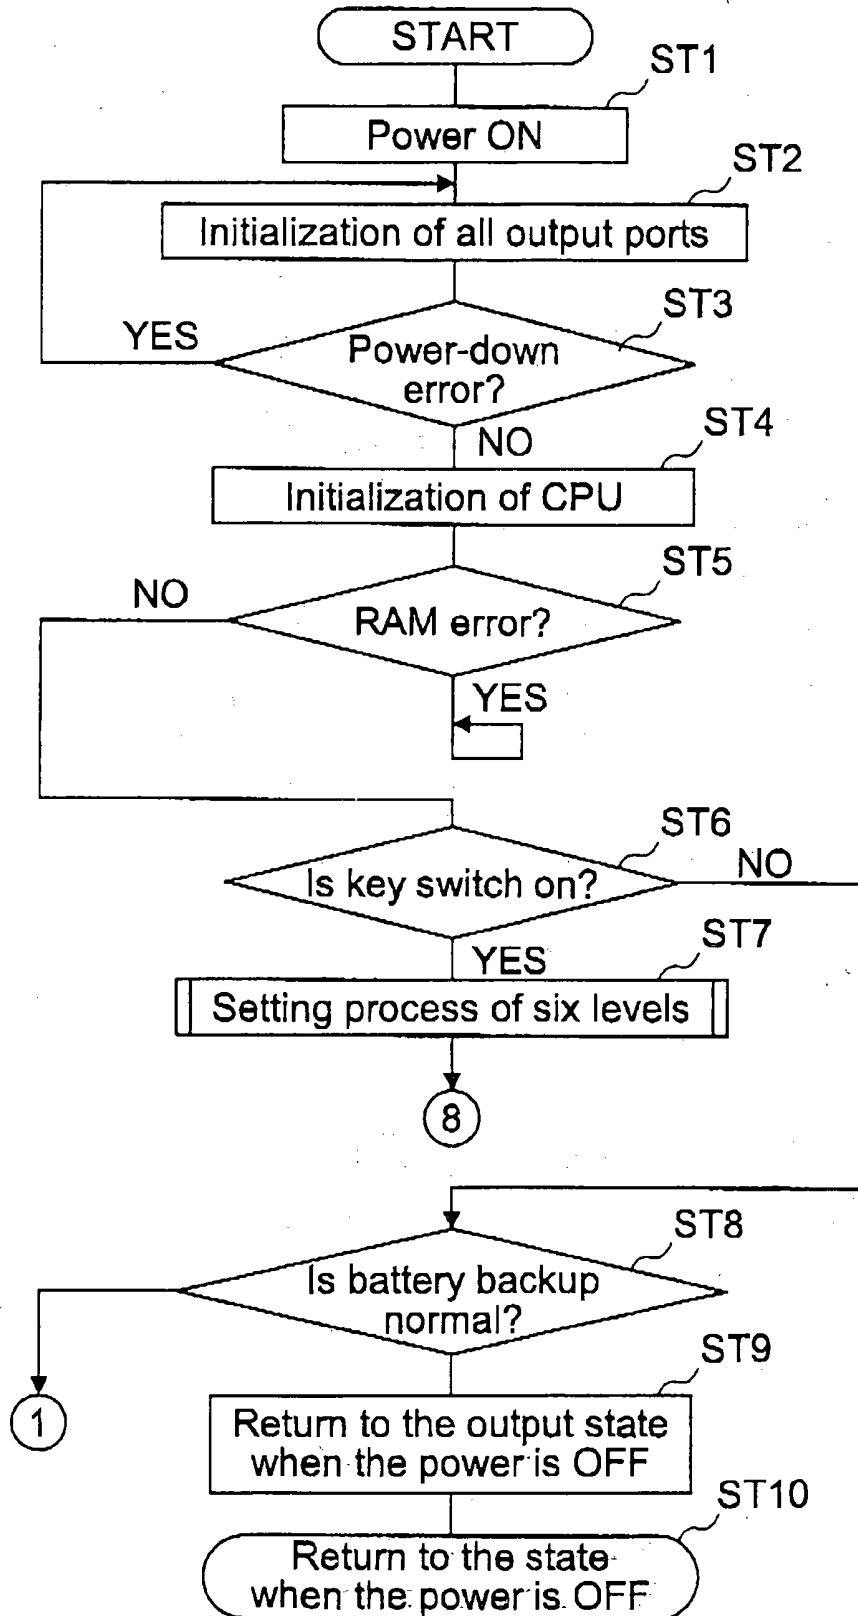 START
ST1
Power ON
ST2
Initialization of all output ports
ST3
YES
Power-down
error?
NO
ST4
Initialization of CPU
ST5
NO
RAM error?
YES
ST6
NO
Is key switch on?
YES
ST7
Setting process of six levels
8
ST8
Is battery backup
normal?
1
ST9
Return to the output state
when the power is OFF
ST10
Return to the state
when the power is OFF